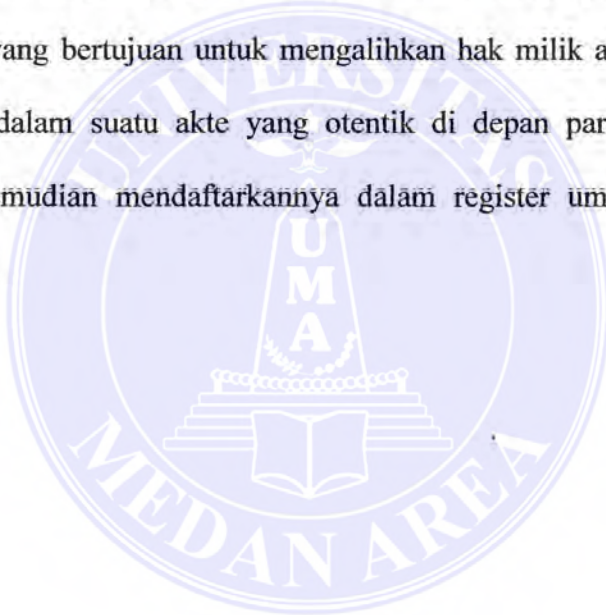 yang bertujuan untuk mengalihkan hak milik a
dalam suatu akte yang otentik di depan par
mudian mendaftarkannya dalam register um
UNIVERSITAS
UMA
MEDAN AREA